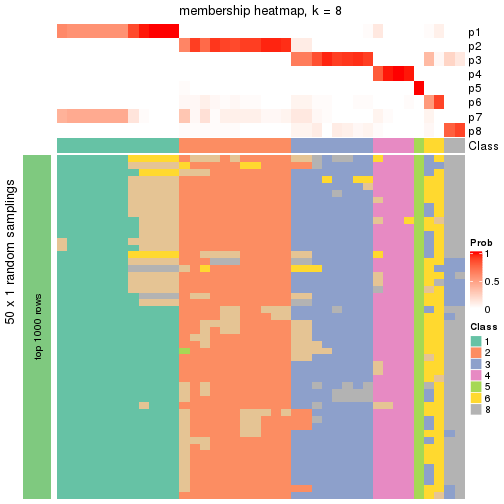 membership heatmap, k = 8
p1
p2
p3
p4
p5
p6
p7
p8
Class
50 x 1 random samplings
top 1000 rows
Prob
1
0.5
0
Class
1
2
3
4
5
6
8